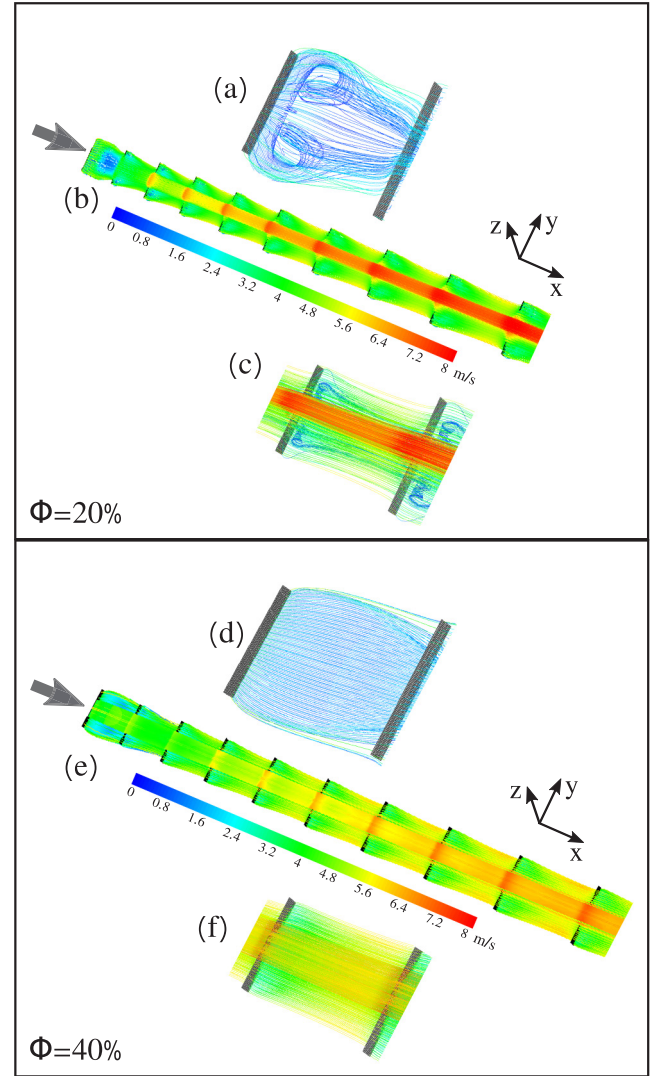 (a)
(b)
z y
x
0 0.8 1.6 2.4 3.2 4 4.8 5.6 6.4 7.2 8 m/s
(c)
Φ=20%
(d)
(e)
z y
x
0 0.8 1.6 2.4 3.2 4 4.8 5.6 6.4 7.2 8 m/s
(f)
Φ=40%